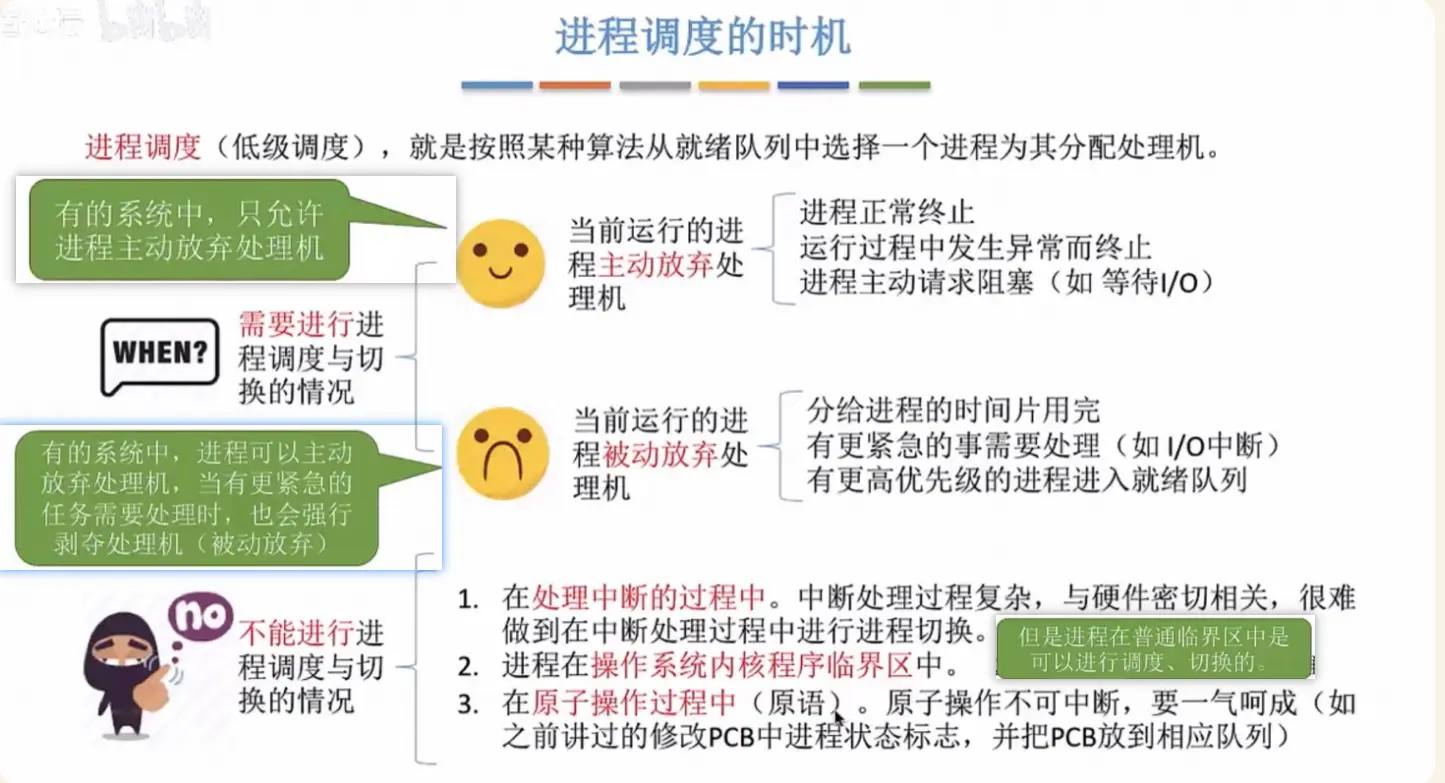 进程调度的时机
进程调度（低级调度），就是按照某种算法从就绪队列中选择一个进程为其分配处理机。
有的系统中，只允许
进程主动放弃处理机
当前运行的进
程主动放弃处
理机
进程正常终止
运行过程中发生异常而终止
进程主动请求阻塞（如 等待I/O）
WHEN?
需要进行进
程调度与切
换的情况
有的系统中，进程可以主动
放弃处理机，当有更紧急的
任务需要处理时，也会强行
剥夺处理机（被动放弃）
当前运行的进
程被动放弃处
理机
分给进程的时间片用完
有更紧急的事需要处理（如 I/O中断）
有更高优先级的进程进入就绪队列
no
不能进行进
程调度与切
换的情况
1. 在处理中断的过程中。中断处理过程复杂，与硬件密切相关，很难
做到在中断处理过程中进行进程切换。
但是进程在普通临界区中是
可以进行调度、切换的。
2. 进程在操作系统内核程序临界区中。
3. 在原子操作过程中（原语）。原子操作不可中断，要一气呵成（如
之前讲过的修改PCB中进程状态标志，并把PCB放到相应队列）